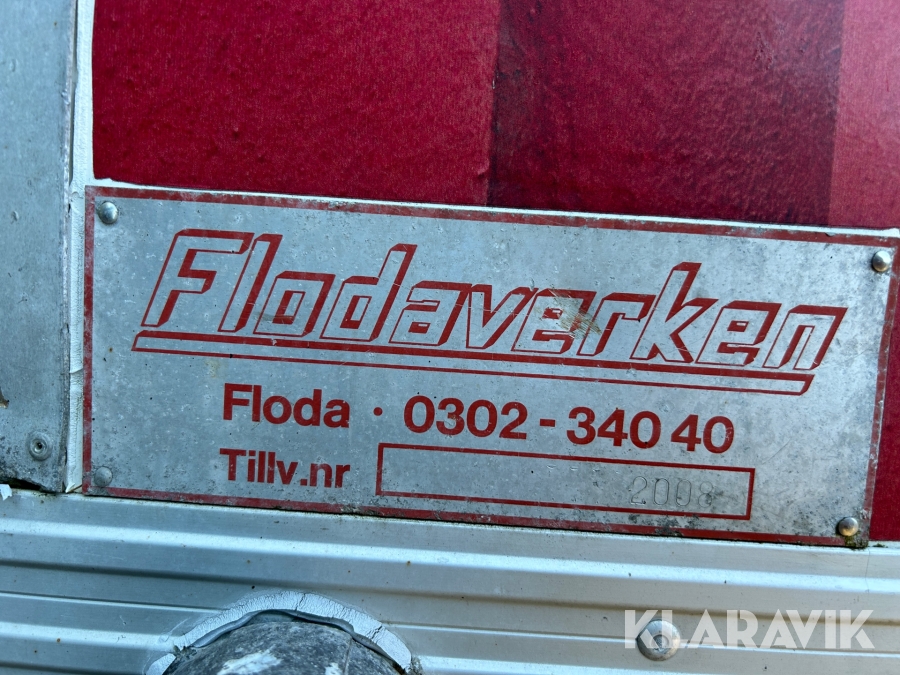 Flodaverken
Floda · 0302-340 40
Tillv.nr 2008
KLARAVIK